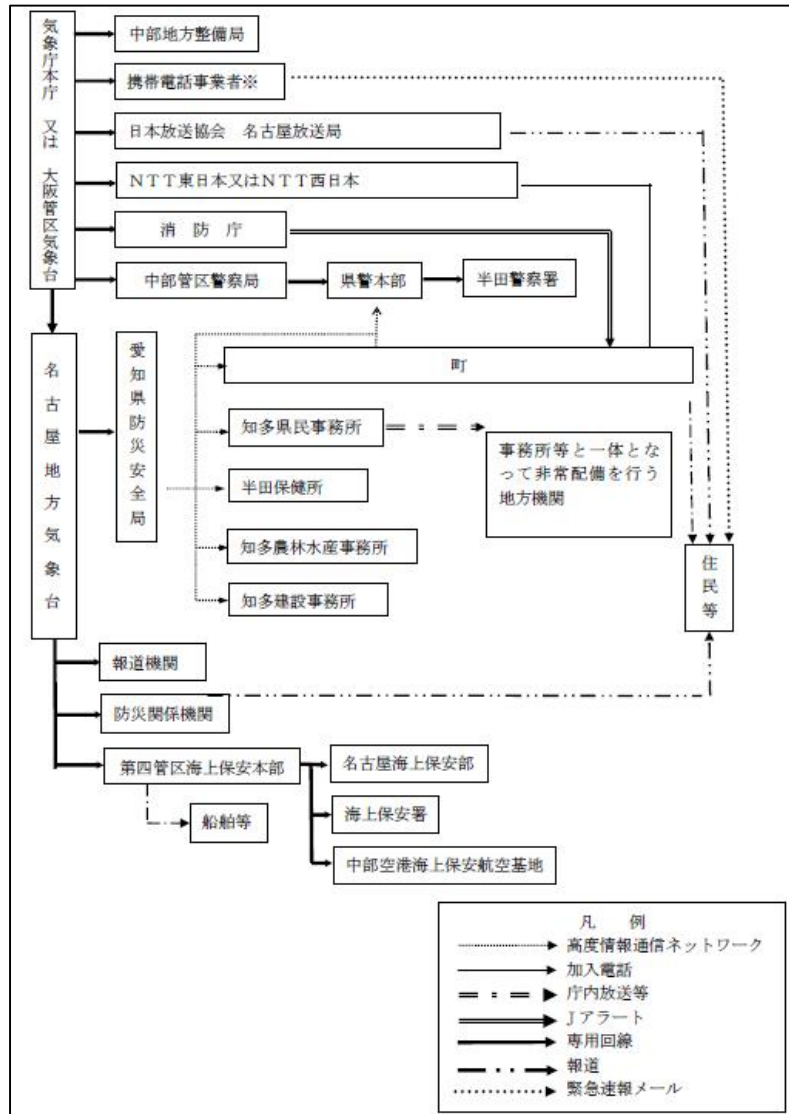 気象庁本庁 又は 大阪管区気象台
中部地方整備局
携帯電話事業者※
日本放送協会 名古屋放送局
NTT東日本又はNTT西日本
消 防 庁
中部管区警察局
県警本部
半田警察署
名古屋地方気象台
愛知県防災安全局
町
知多県民事務所
事務所等と一体とな
って非常配備を行う
地方機関
半田保健所
知多農林水産事務所
知多建設事務所
住民等
報道機関
防災関係機関
第四管区海上保安本部
名古屋海上保安部
船舶等
海上保安署
中部空港海上保安航空基地
凡 例
高度情報通信ネットワーク
加入電話
庁内放送等
Jアラート
専用回線
報道
緊急速報メール